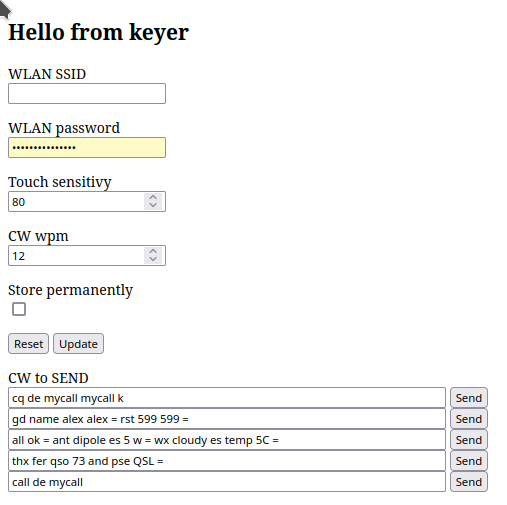 Hello from keyer
WLAN SSID
WLAN password
•••••••••••••••
Touch sensitivy
80
CW wpm
12
Store permanently
Reset Update
CW to SEND
cq de mycall mycall k Send
gd name alex alex = rst 599 599 = Send
all ok = ant dipole es 5 w = wx cloudy es temp 5C = Send
thx fer qso 73 and pse QSL = Send
call de mycall Send